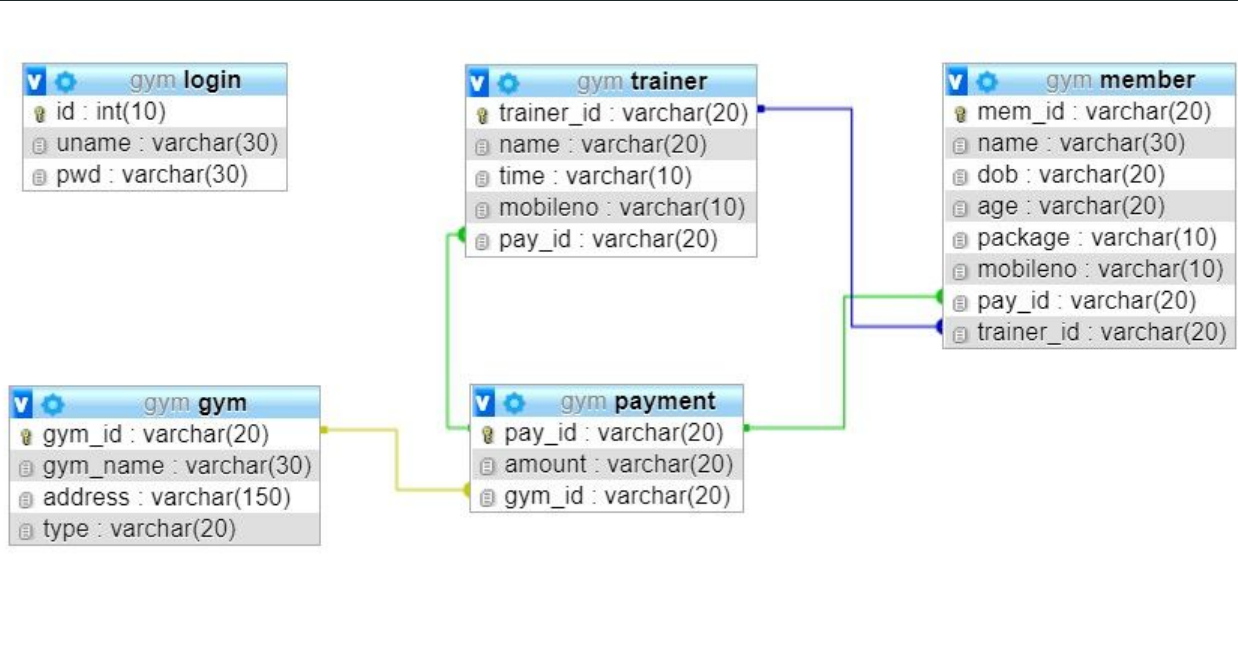 gym login
id : int(10)
uname : varchar(30)
pwd : varchar(30)
gym trainer
trainer_id : varchar(20)
name : varchar(20)
time : varchar(10)
mobileno : varchar(10)
pay_id : varchar(20)
gym member
mem_id : varchar(20)
name : varchar(30)
dob : varchar(20)
age : varchar(20)
package : varchar(10)
mobileno : varchar(10)
pay_id : varchar(20)
trainer_id : varchar(20)
gym gym
gym_id : varchar(20)
gym_name : varchar(30)
address : varchar(150)
type : varchar(20)
gym payment
pay_id : varchar(20)
amount : varchar(20)
gym_id : varchar(20)